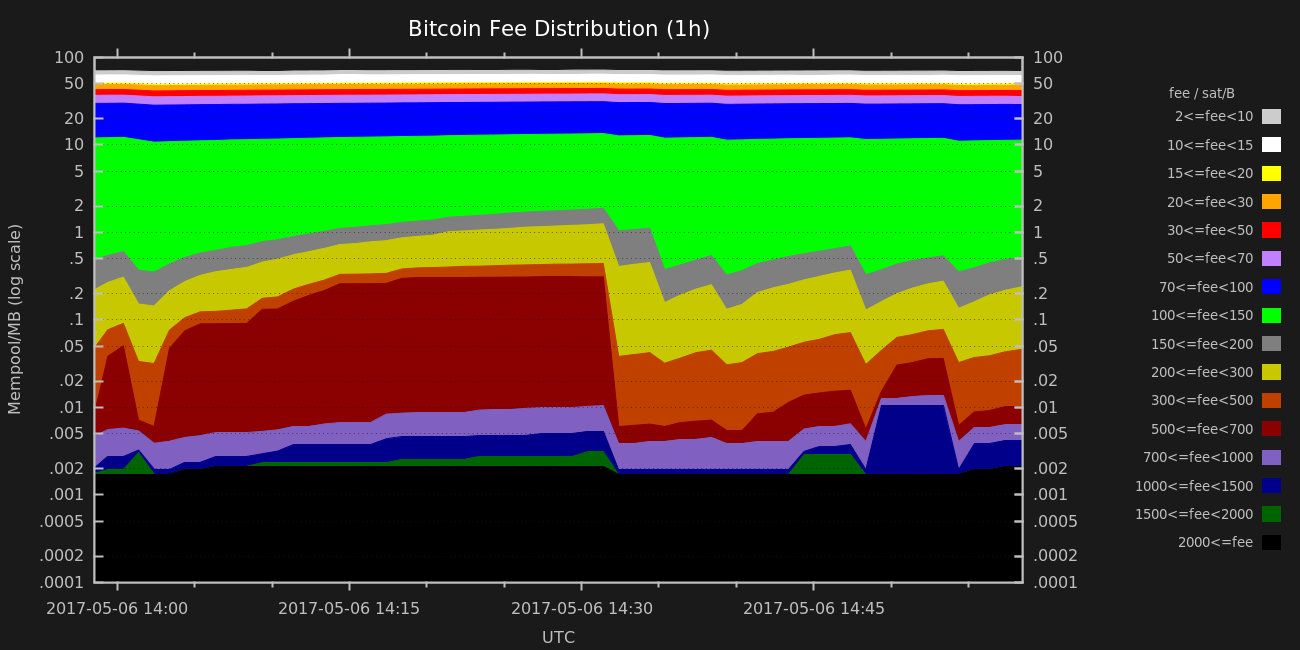 Bitcoin Fee Distribution (1h)
Mempool/MB (log scale)
100
50
20
10
5
2
1
.5
.2
.1
.05
.02
.01
.005
.002
.001
.0005
.0002
.0001
100
50
20
10
5
2
1
.5
.2
.1
.05
.02
.01
.005
.002
.001
.0005
.0002
.0001
2017-05-06 14:00 2017-05-06 14:15 2017-05-06 14:30 2017-05-06 14:45
UTC
fee / sat/B
2<=fee<10
10<=fee<15
15<=fee<20
20<=fee<30
30<=fee<50
50<=fee<70
70<=fee<100
100<=fee<150
150<=fee<200
200<=fee<300
300<=fee<500
500<=fee<700
700<=fee<1000
1000<=fee<1500
1500<=fee<2000
2000<=fee